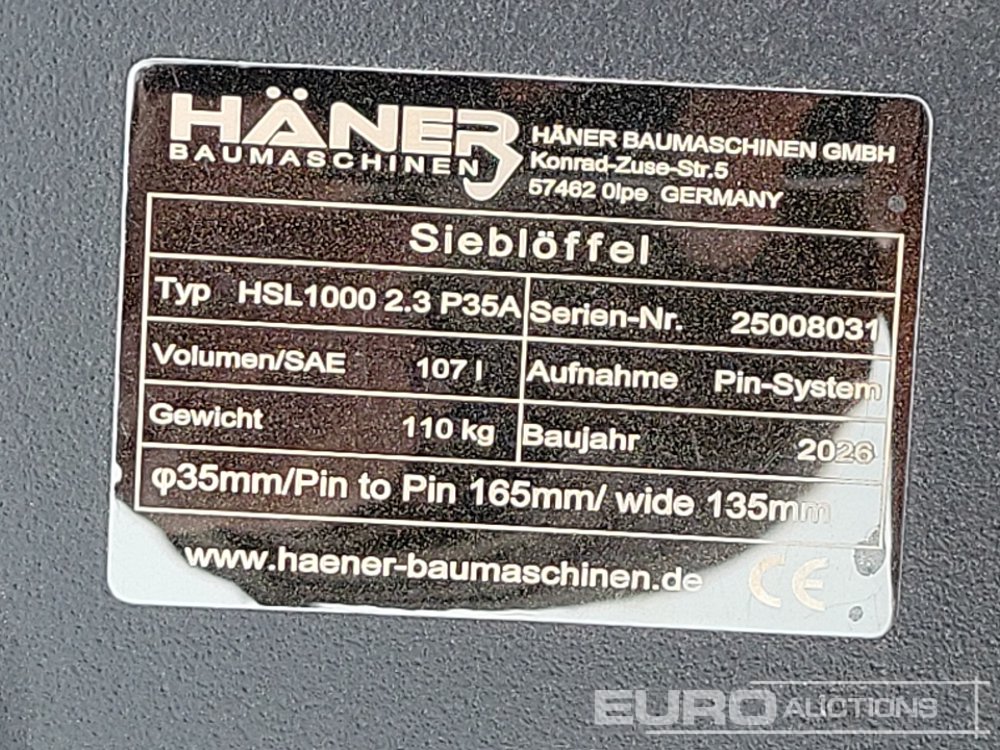 HÄNER
BAUMASCHINEN
HÄNER BAUMASCHINEN GMBH
Konrad-Zuse-Str.5
57462 Olpe GERMANY
Sieblöffel
Typ HSL1000 2.3 P35A
Serien-Nr. 25008031
Volumen/SAE 107 l
Aufnahme Pin-System
Gewicht 110 kg
Baujahr 2026
φ35mm/Pin to Pin 165mm/ wide 135mm
www.haener-baumaschinen.de
CE
EURO AUCTIONS